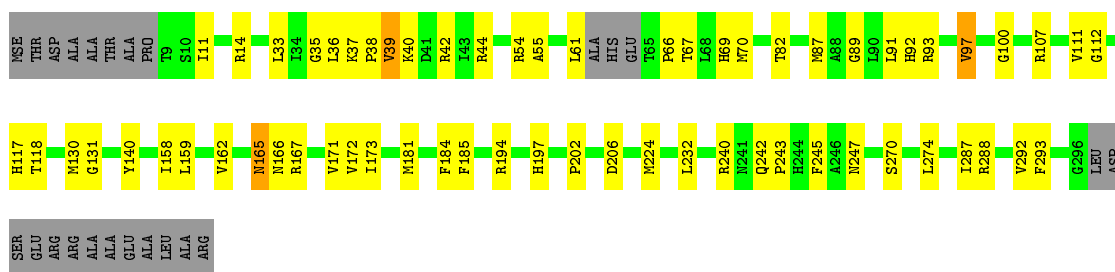 MSE THR ASP ALA ALA THR ALA PRO T9 S10 I11 R14 L33 I34 G35 L36 K37 P38 V39 K40 D41 R42 I43 R44 R54 A55 L61 ALA HIS GLU T65 P66 T67 L68 H69 M70 T82 M87 A88 G89 L90 L91 H92 R93 V97 G100 R107 V111 G112
H117 T118 M130 G131 Y140 I158 L159 V162 N165 N166 R167 V171 V172 I173 M181 F184 F185 R194 H197 P202 D206 M224 L232 R240 N241 Q242 P243 H244 F245 A246 N247 S270 L274 I287 R288 V292 F293 G296 LEU ASP
SER GLU ARG ARG ALA ALA GLU ALA LEU ALA ARG